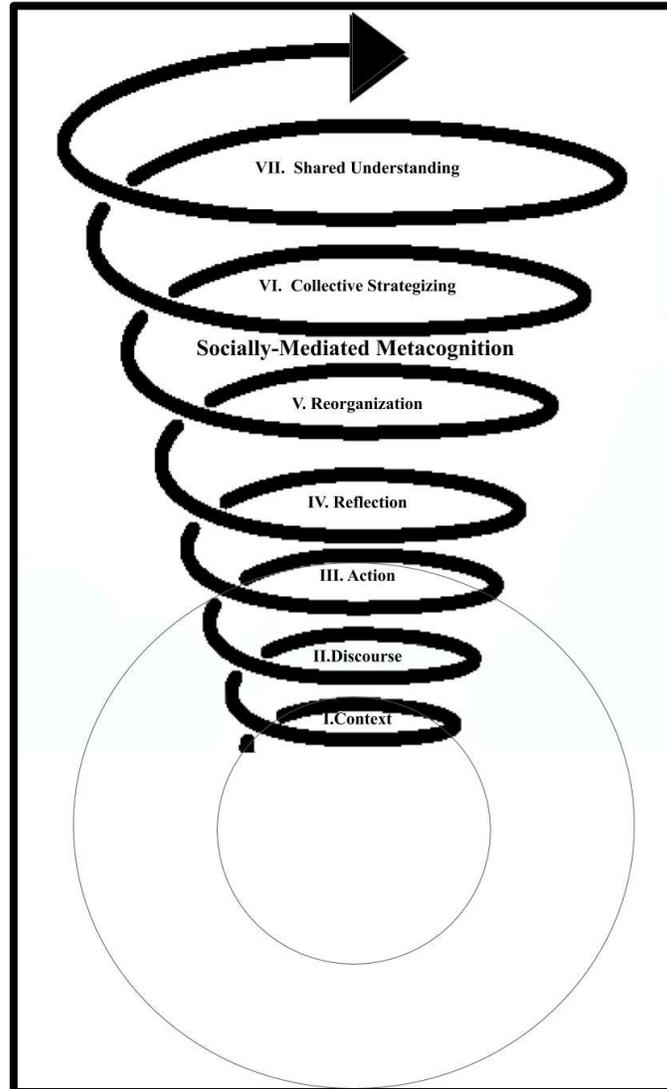 VII. Shared Understanding
VI. Collective Strategizing
Socially-Mediated Metacognition
V. Reorganization
IV. Reflection
III. Action
II.Discourse
I.Context